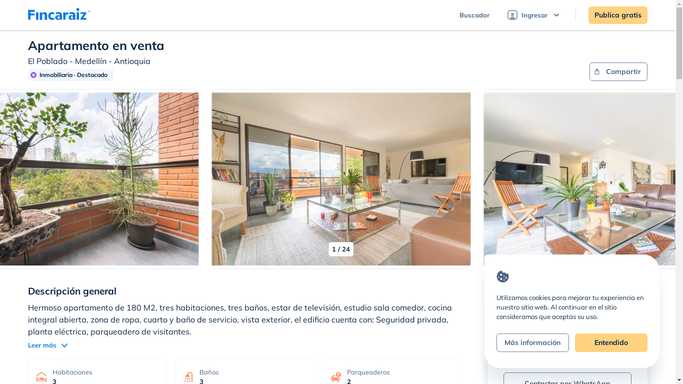 Fincaraiz
Buscador
Ingresar
Publica gratis
Apartamento en venta
El Poblado - Medellín - Antioquia
Inmobiliaria · Destacado
Compartir
1 / 24
Descripción general
Hermoso apartamento de 180 M2, tres habitaciones, tres baños, estar de televisión, estudio sala comedor, cocina
integral abierta, zona de ropa, cuarto y baño de servicio, vista exterior, el edificio cuenta con: Seguridad privada,
planta eléctrica, parqueadero de visitantes.
Leer más
Habitaciones
3
Baños
3
Parqueaderos
2
Utilizamos cookies para mejorar tu experiencia en
nuestro sitio web. Al continuar en el sitio
consideramos que aceptas su uso.
Más información
Entendido
Contactar por WhatsApp